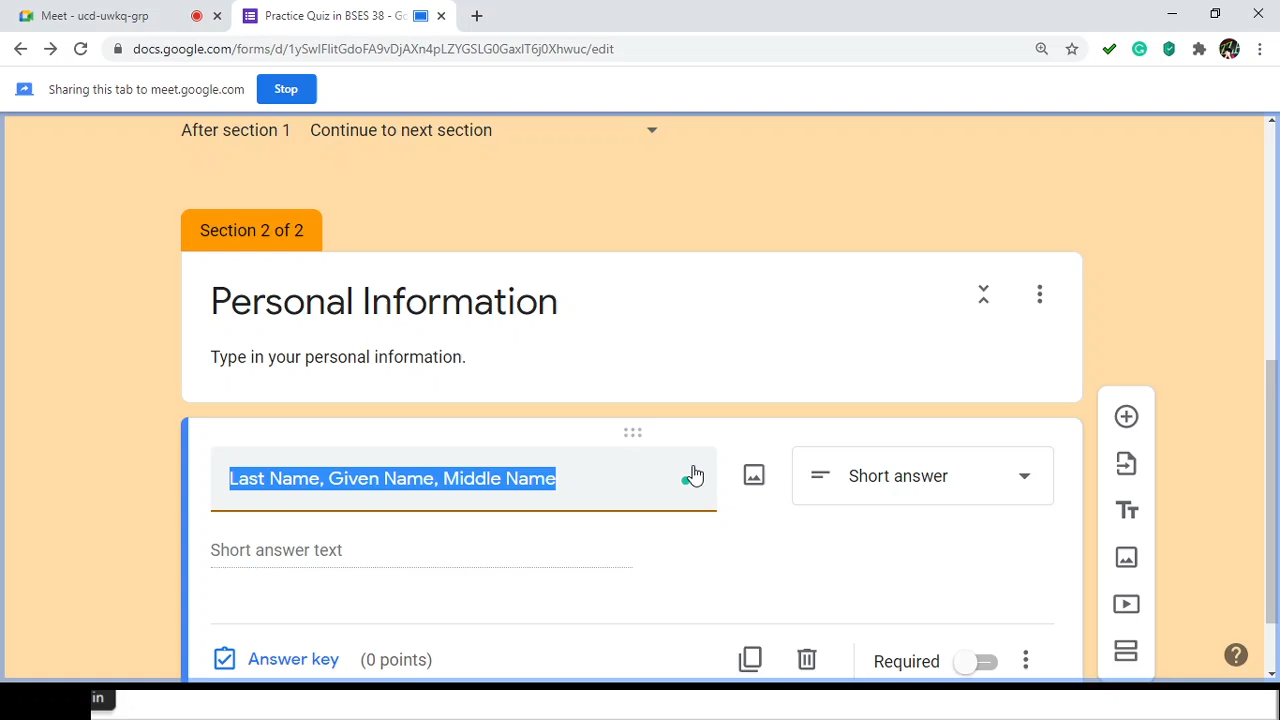 Meet - ucd-uwkq-grp
Practice Quiz in BSES 38 - Go
docs.google.com/forms/d/1ySwIFlitGdoFA9vDjAXn4pLZYGSLG0GaxIT6j0Xhwuc/edit
Sharing this tab to meet.google.com
Stop
After section 1
Continue to next section
Section 2 of 2
Personal Information
Type in your personal information.
Last Name, Given Name, Middle Name
Short answer
Short answer text
Answer key
(0 points)
Required
in